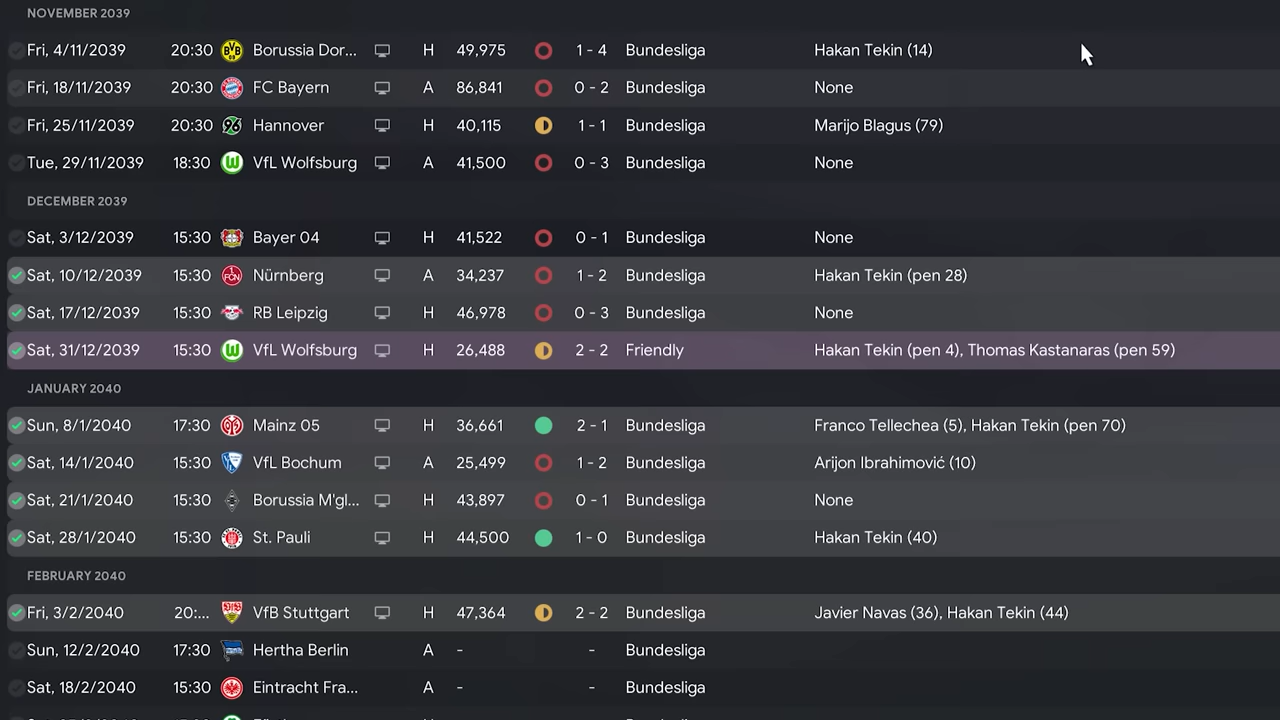 NOVEMBER 2039
Fri, 4/11/2039 20:30 Borussia Dor... H 49,975 1 - 4 Bundesliga Hakan Tekin (14)
Fri, 18/11/2039 20:30 FC Bayern A 86,841 0 - 2 Bundesliga None
Fri, 25/11/2039 20:30 Hannover H 40,115 1 - 1 Bundesliga Marijo Blagus (79)
Tue, 29/11/2039 18:30 VfL Wolfsburg A 41,500 0 - 3 Bundesliga None
DECEMBER 2039
Sat, 3/12/2039 15:30 Bayer 04 H 41,522 0 - 1 Bundesliga None
Sat, 10/12/2039 15:30 Nürnberg A 34,237 1 - 2 Bundesliga Hakan Tekin (pen 28)
Sat, 17/12/2039 15:30 RB Leipzig H 46,978 0 - 3 Bundesliga None
Sat, 31/12/2039 15:30 VfL Wolfsburg H 26,488 2 - 2 Friendly Hakan Tekin (pen 4), Thomas Kastanaras (pen 59)
JANUARY 2040
Sun, 8/1/2040 17:30 Mainz 05 H 36,661 2 - 1 Bundesliga Franco Tellechea (5), Hakan Tekin (pen 70)
Sat, 14/1/2040 15:30 VfL Bochum A 25,499 1 - 2 Bundesliga Arijon Ibrahimović (10)
Sat, 21/1/2040 15:30 Borussia M'gl... H 43,897 0 - 1 Bundesliga None
Sat, 28/1/2040 15:30 St. Pauli H 44,500 1 - 0 Bundesliga Hakan Tekin (40)
FEBRUARY 2040
Fri, 3/2/2040 20:... VfB Stuttgart H 47,364 2 - 2 Bundesliga Javier Navas (36), Hakan Tekin (44)
Sun, 12/2/2040 17:30 Hertha Berlin A - - Bundesliga
Sat, 18/2/2040 15:30 Eintracht Fra... A - - Bundesliga